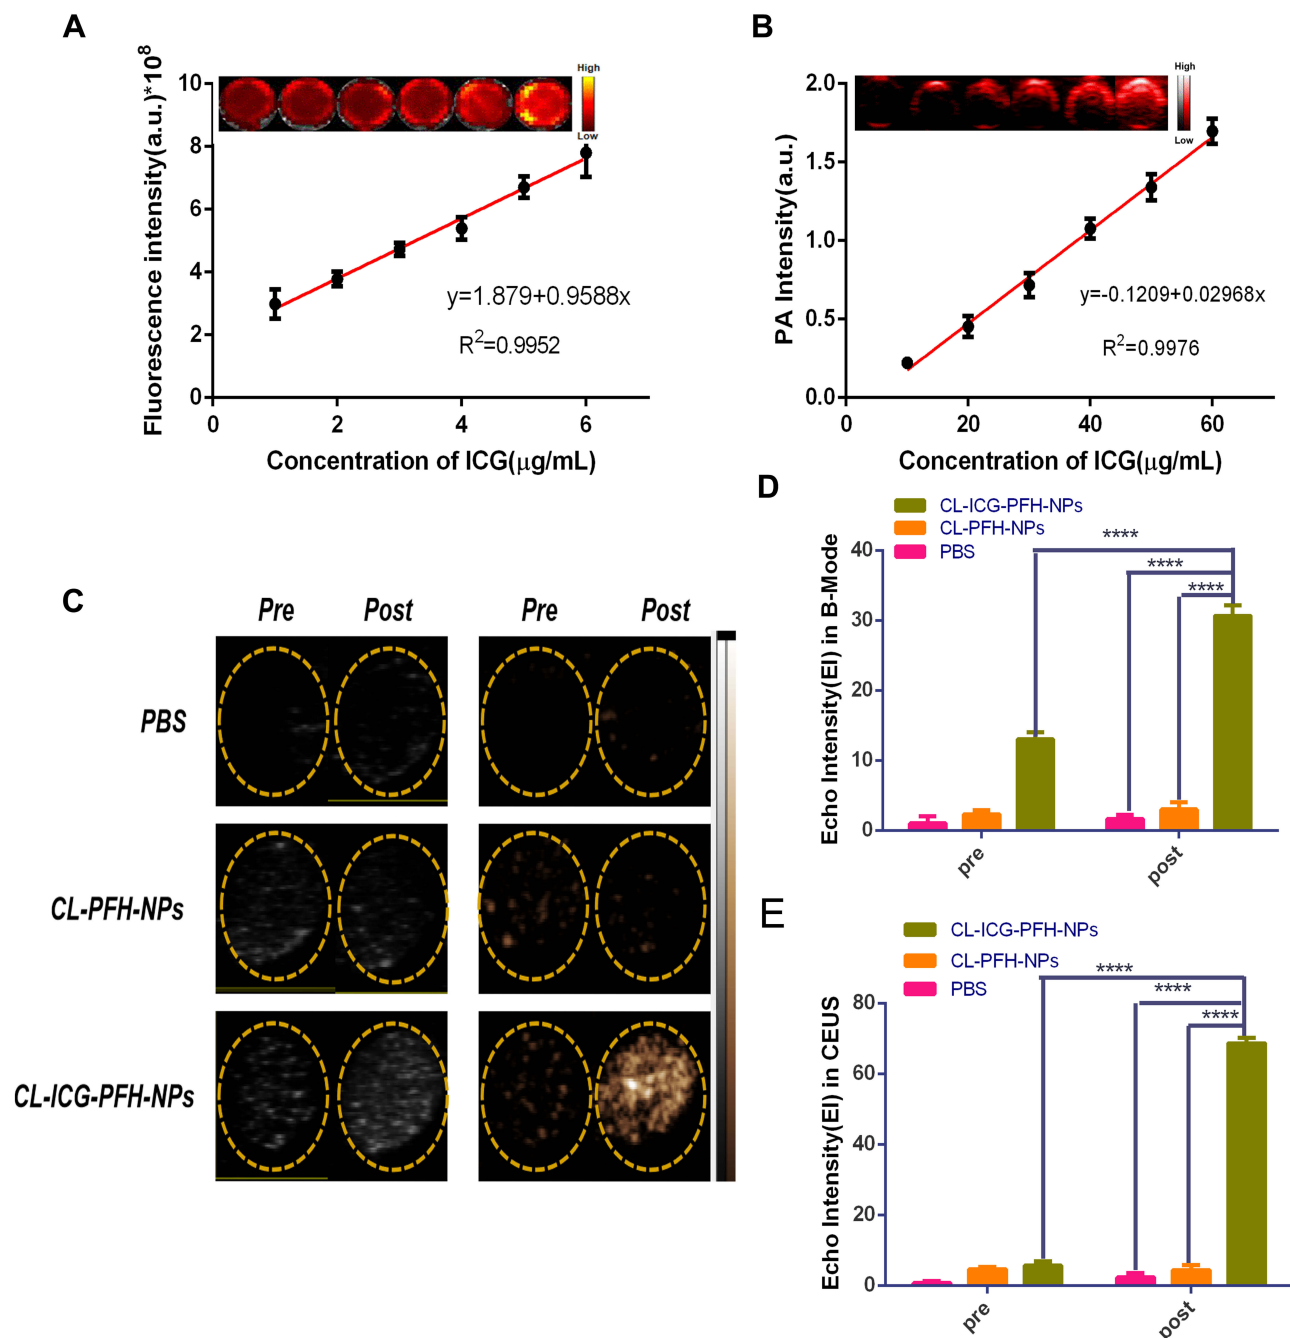 A
Fluorescence intensity(a.u.)*10⁸
10
8
6
4
2
0
High
Low
y=1.879+0.9588x
R²=0.9952
0 2 4 6
Concentration of ICG(μg/mL)
B
PA Intensity(a.u.)
2.0
1.5
1.0
0.5
0.0
High
Low
y=-0.1209+0.02968x
R²=0.9976
0 20 40 60
Concentration of ICG(μg/mL)
C
Pre Post Pre Post
PBS
CL-PFH-NPs
CL-ICG-PFH-NPs
D
CL-ICG-PFH-NPs
CL-PFH-NPs
PBS
Echo Intensity(EI) in B-Mode
40
30
20
10
0
****
****
****
pre post
E
CL-ICG-PFH-NPs
CL-PFH-NPs
PBS
Echo Intensity(EI) in CEUS
80
60
40
20
0
****
****
****
pre post